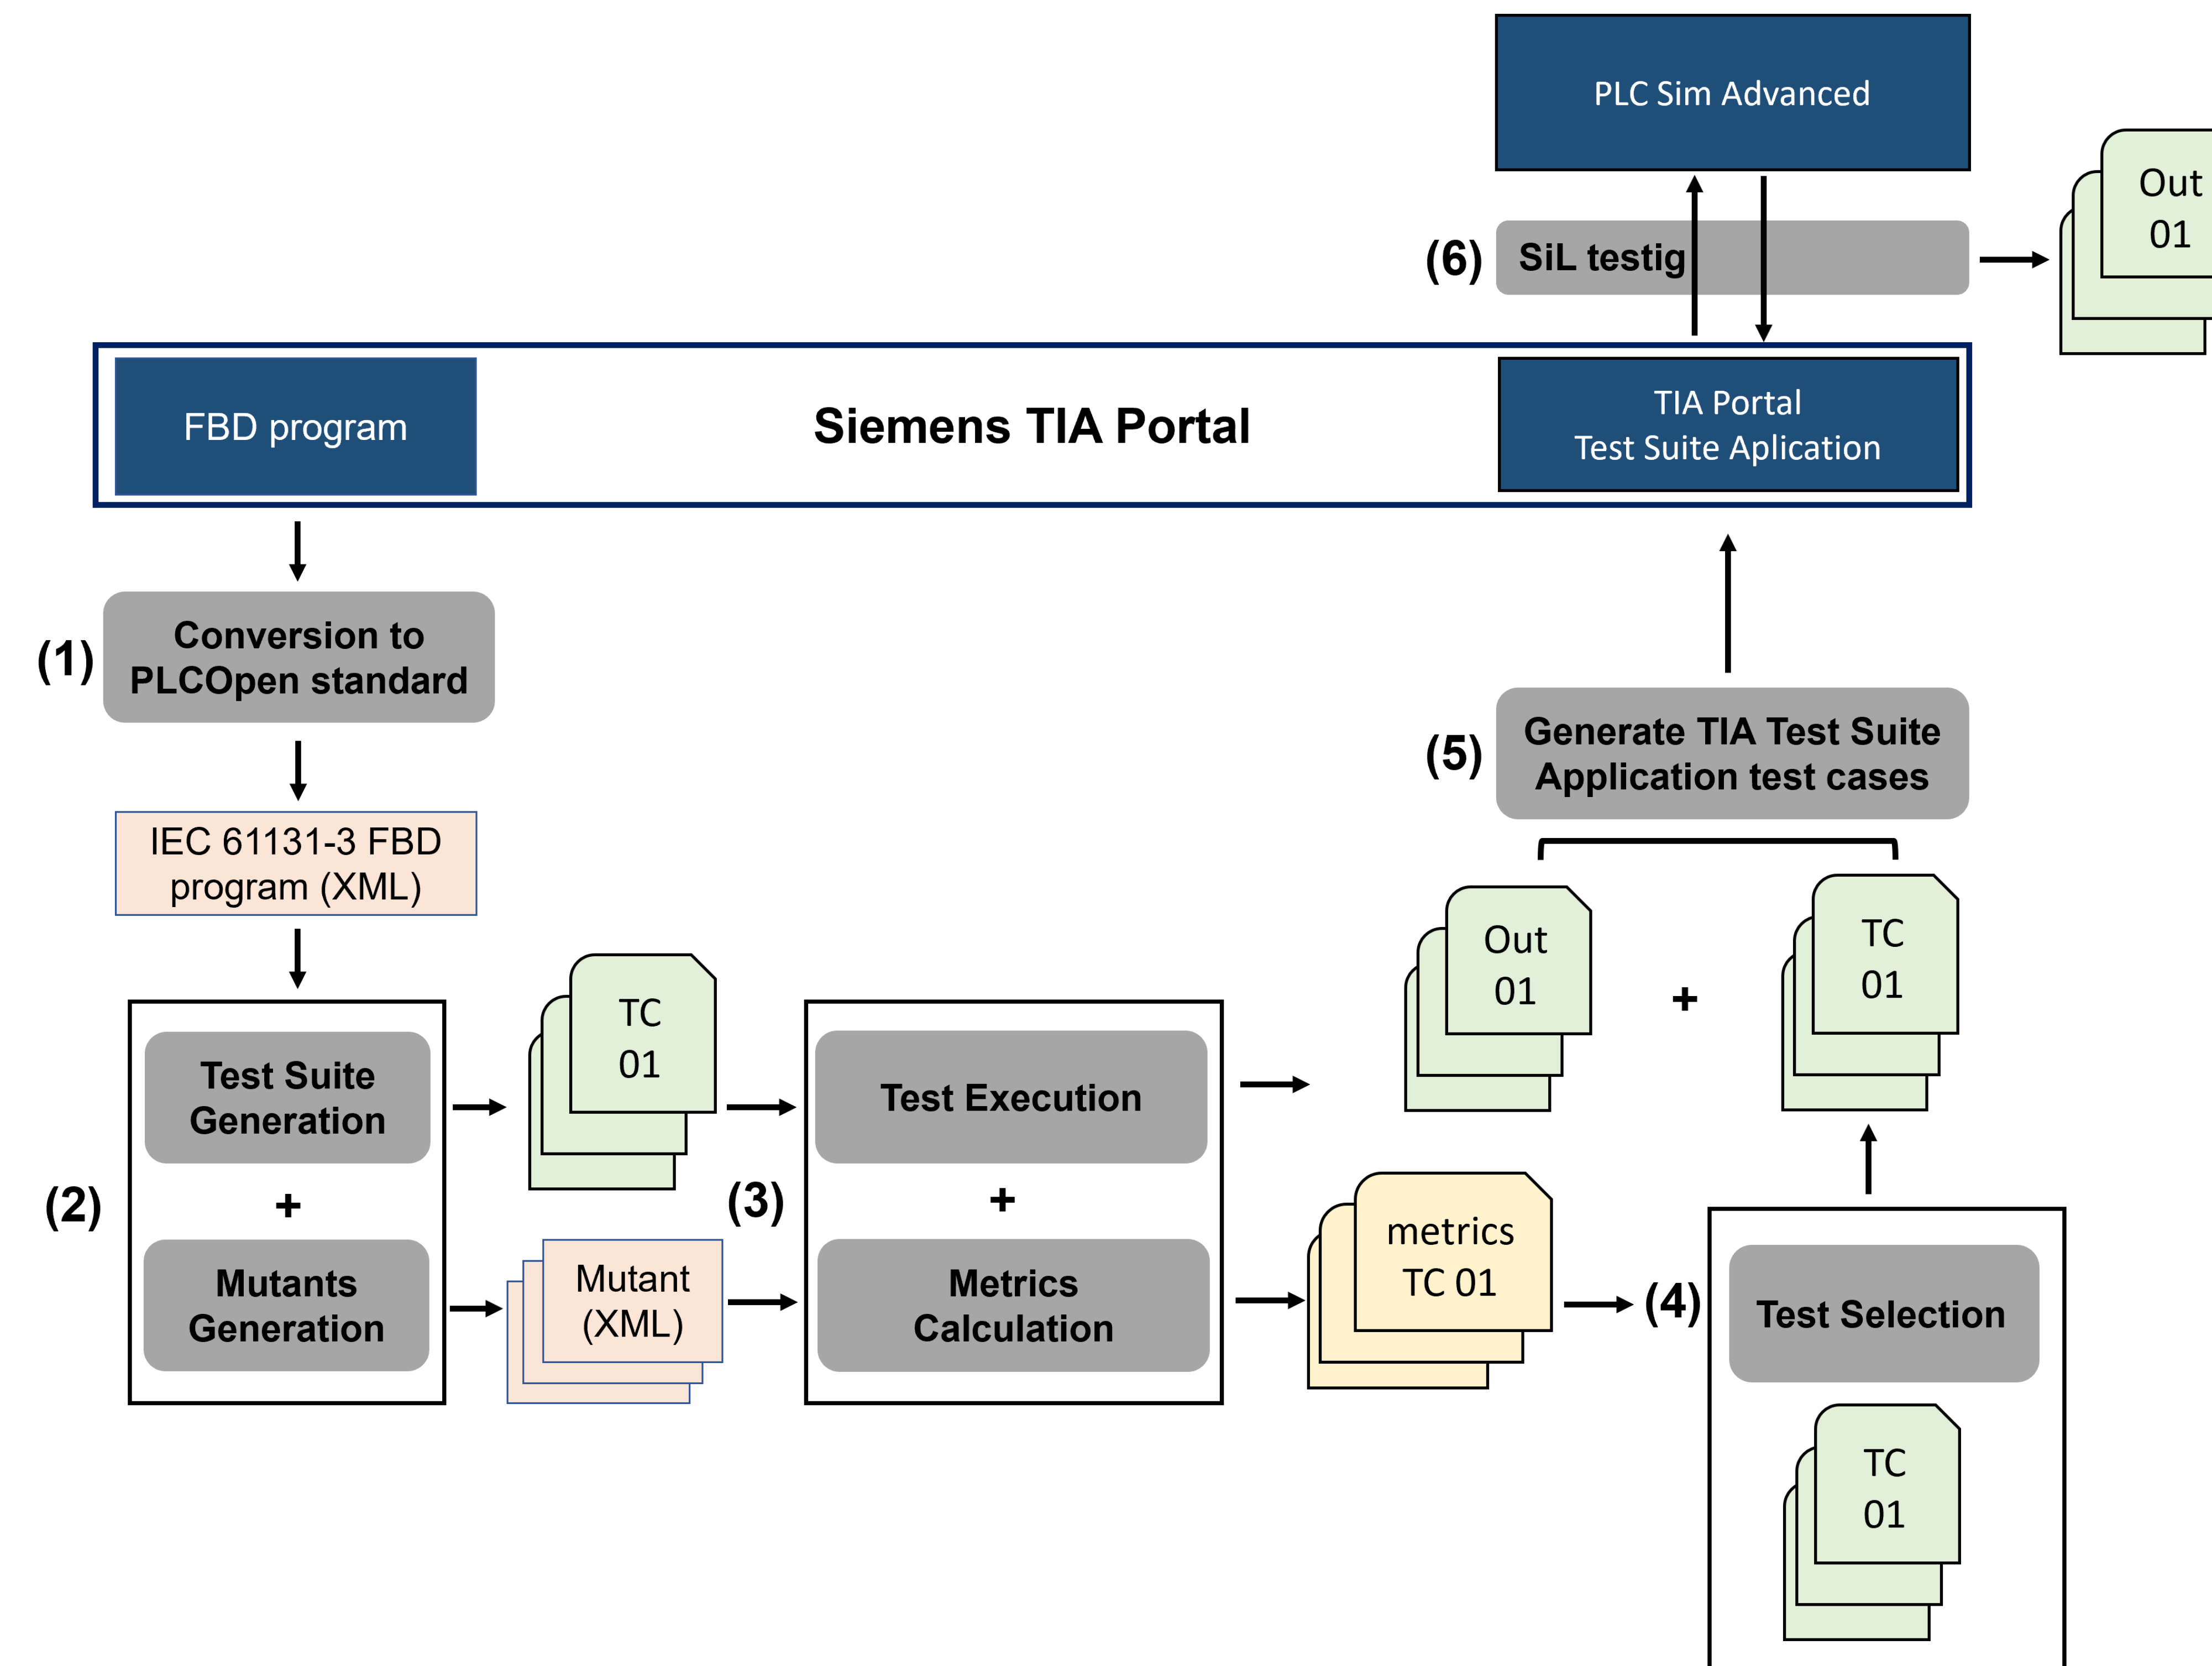 PLC Sim Advanced
Out
01
(6)
SiL testig
FBD program
Siemens TIA Portal
TIA Portal
Test Suite Aplication
(1)
Conversion to
PLCOpen standard
(5)
Generate TIA Test Suite
Application test cases
IEC 61131-3 FBD
program (XML)
Out
01
+
TC
01
(2)
Test Suite
Generation
+
Mutants
Generation
TC
01
Mutant
(XML)
(3)
Test Execution
+
Metrics
Calculation
metrics
TC 01
(4)
Test Selection
TC
01